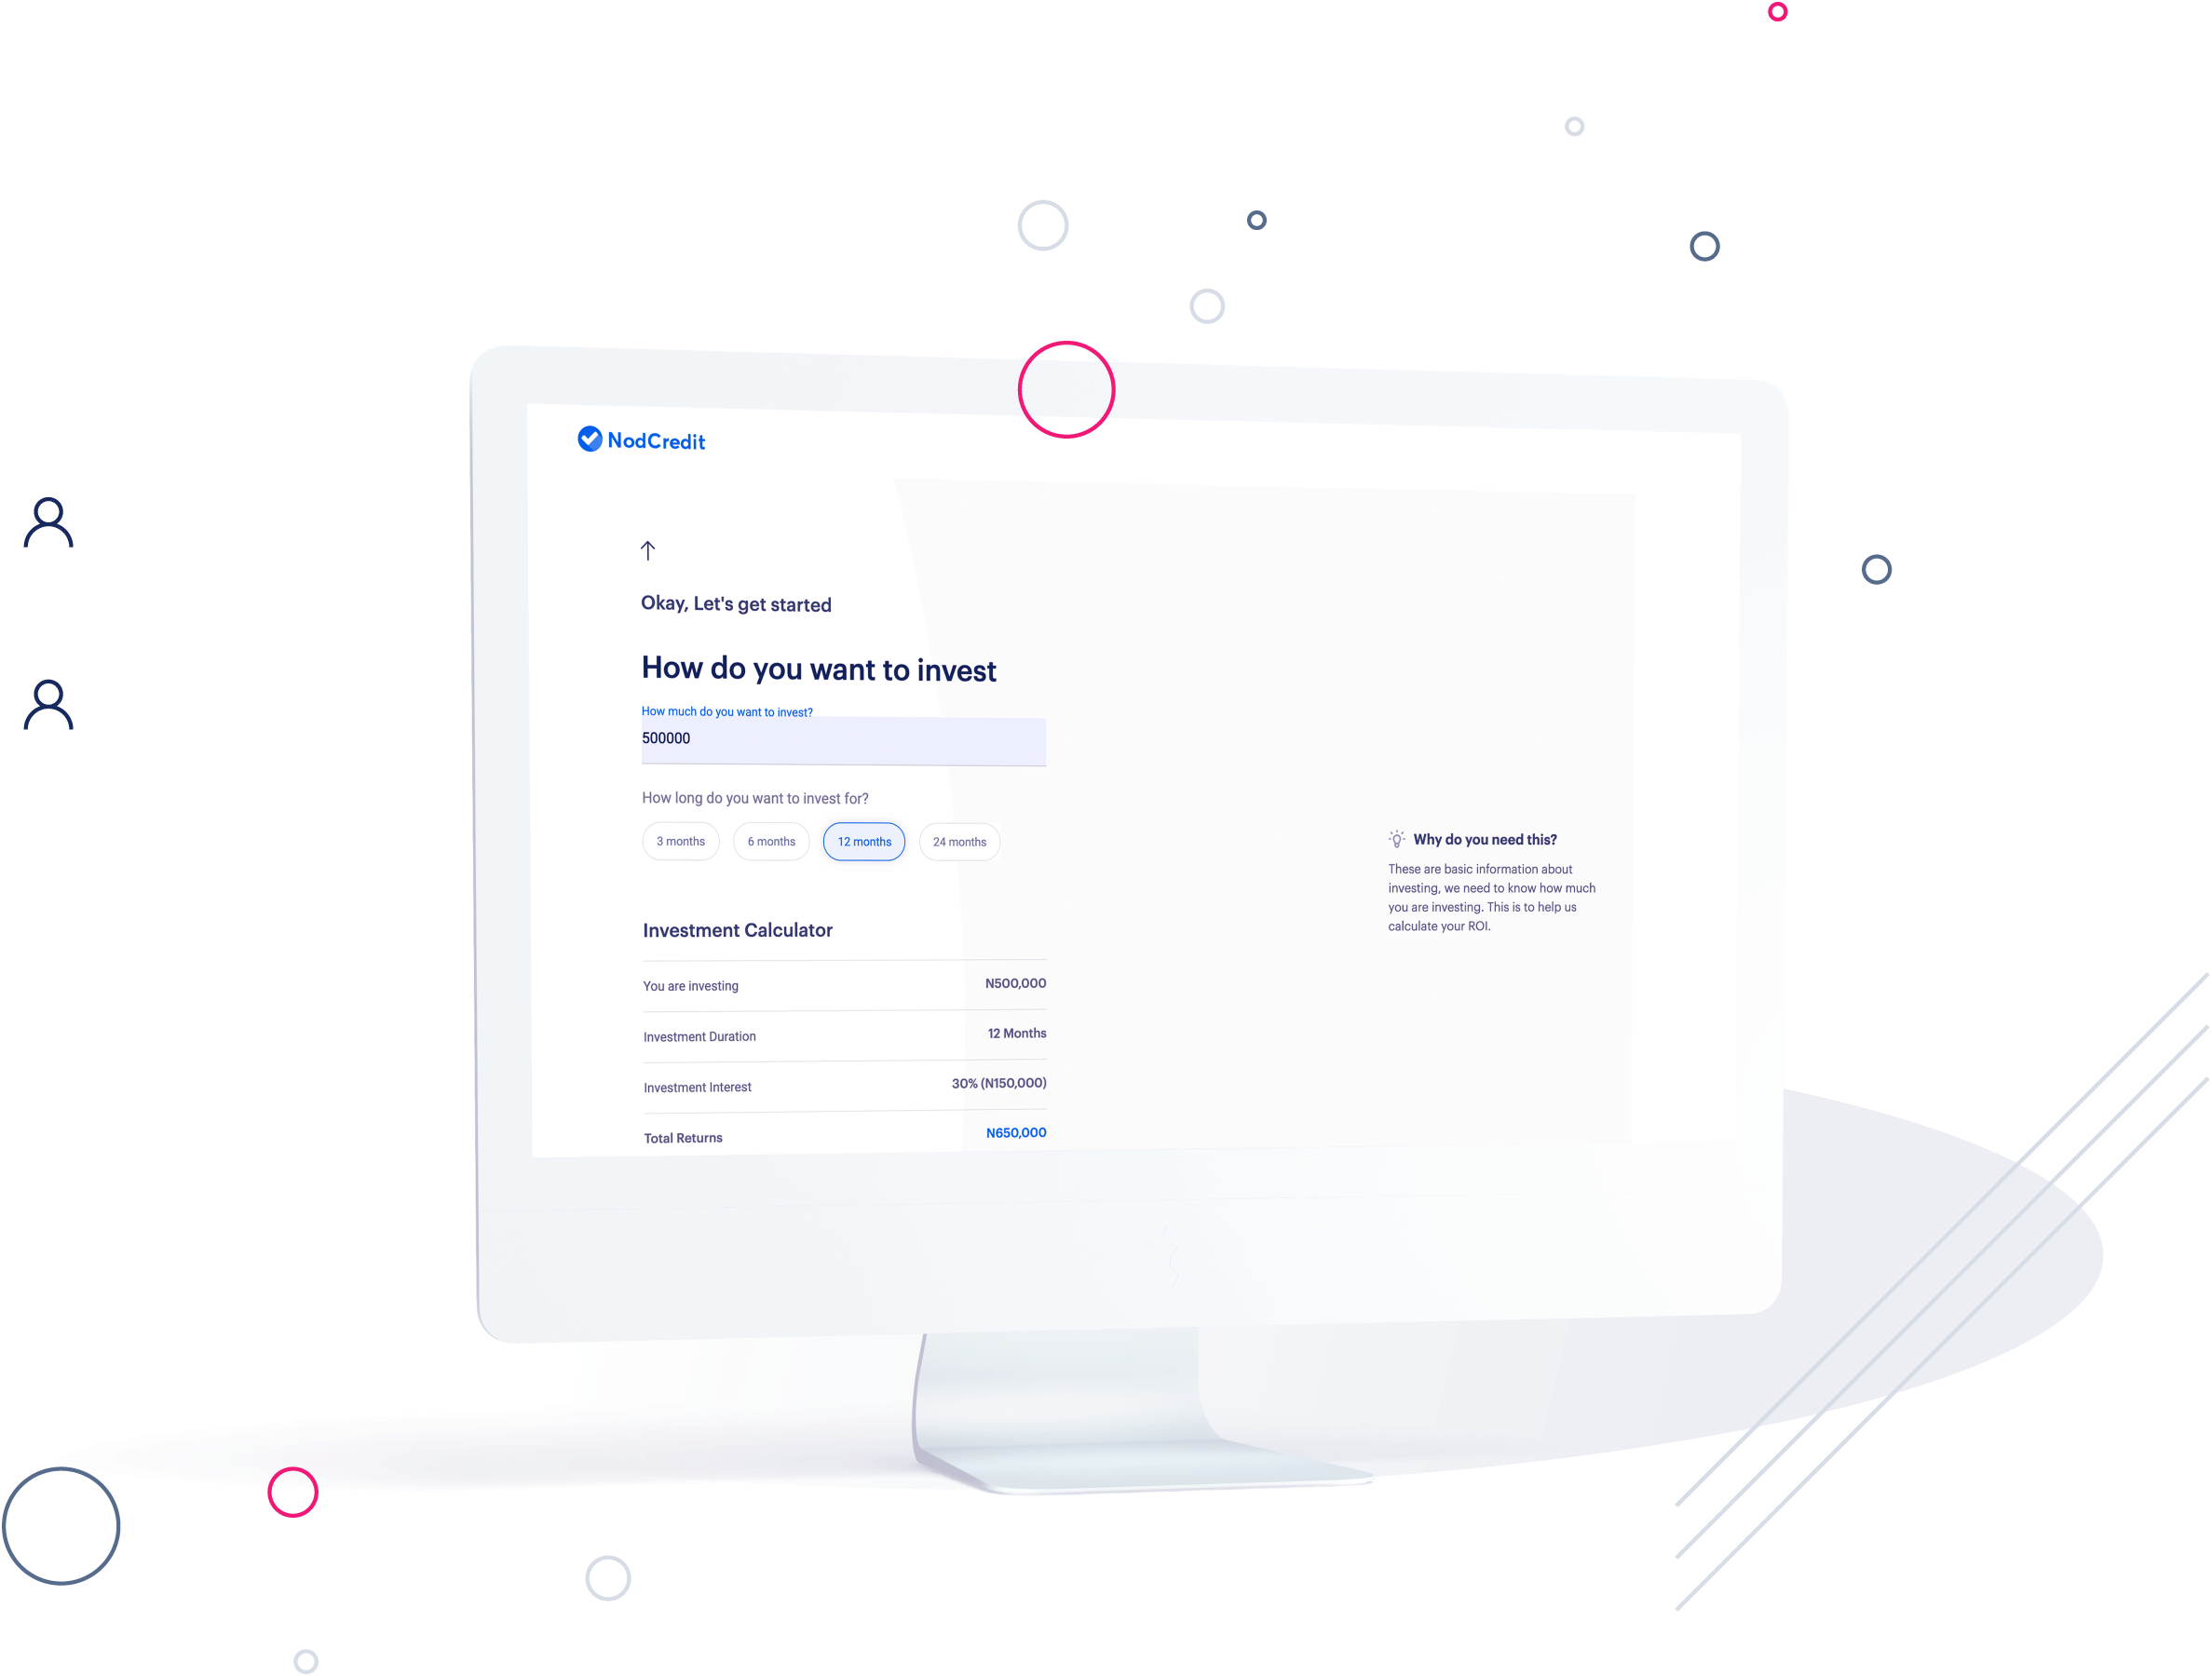 NodCredit
Okay, Let's get started
How do you want to invest
How much do you want to invest?
500000
How long do you want to invest for?
3 months 6 months 12 months 24 months
Why do you need this?
These are basic information about
investing, we need to know how much
you are investing. This is to help us
calculate your ROI.
Investment Calculator
You are investing N500,000
Investment Duration 12 Months
Investment Interest 30% (N150,000)
Total Returns N650,000